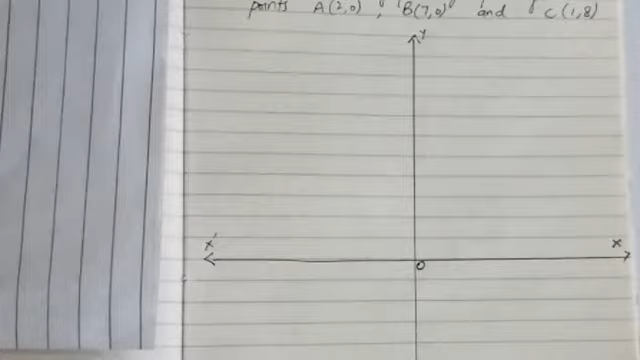 points A(2,0), B(7,0) and C(1,8)
y
x' x
O